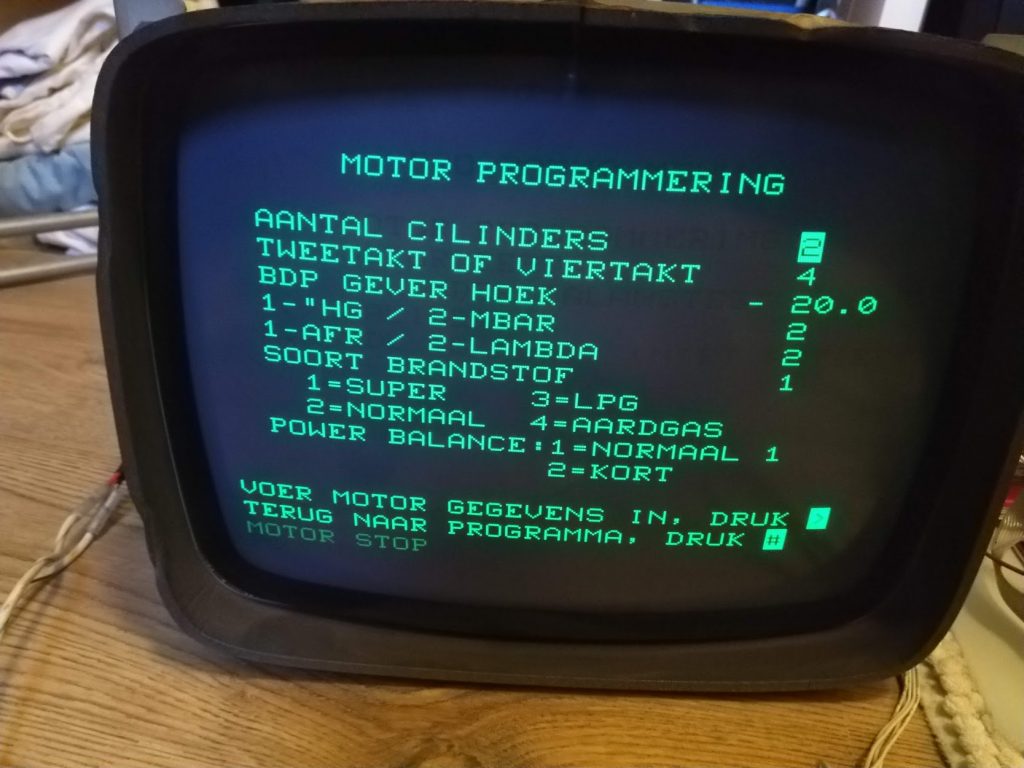 MOTOR PROGRAMMERING
AANTAL CILINDERS 2
TWEETAKT OF VIERTAKT 4
BDP GEVER HOEK - 20.0
1-"HG / 2-MBAR 2
1-AFR / 2-LAMBDA 2
SOORT BRANDSTOF 1
1=SUPER 3=LPG
2=NORMAAL 4=AARDGAS
POWER BALANCE:1=NORMAAL 1
2=KORT
VOER MOTOR GEGEVENS IN, DRUK >
TERUG NAAR PROGRAMMA, DRUK #
MOTOR STOP